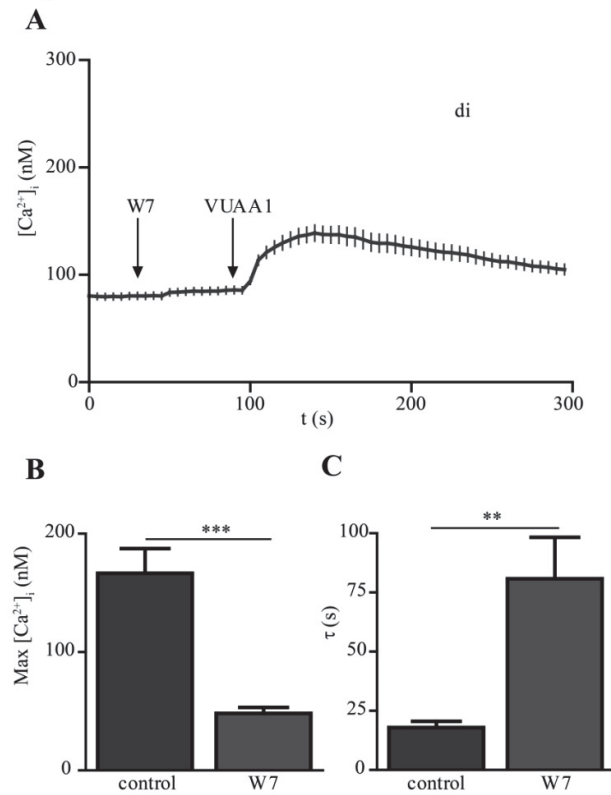 A
300
di
200
[Ca²⁺]ᵢ (nM)
W7
VUAA1
100
0
0
100
200
300
t (s)
B
C
200
***
Max [Ca²⁺]ᵢ (nM)
100
0
control
W7
100
**
75
τ (s)
50
25
0
control
W7